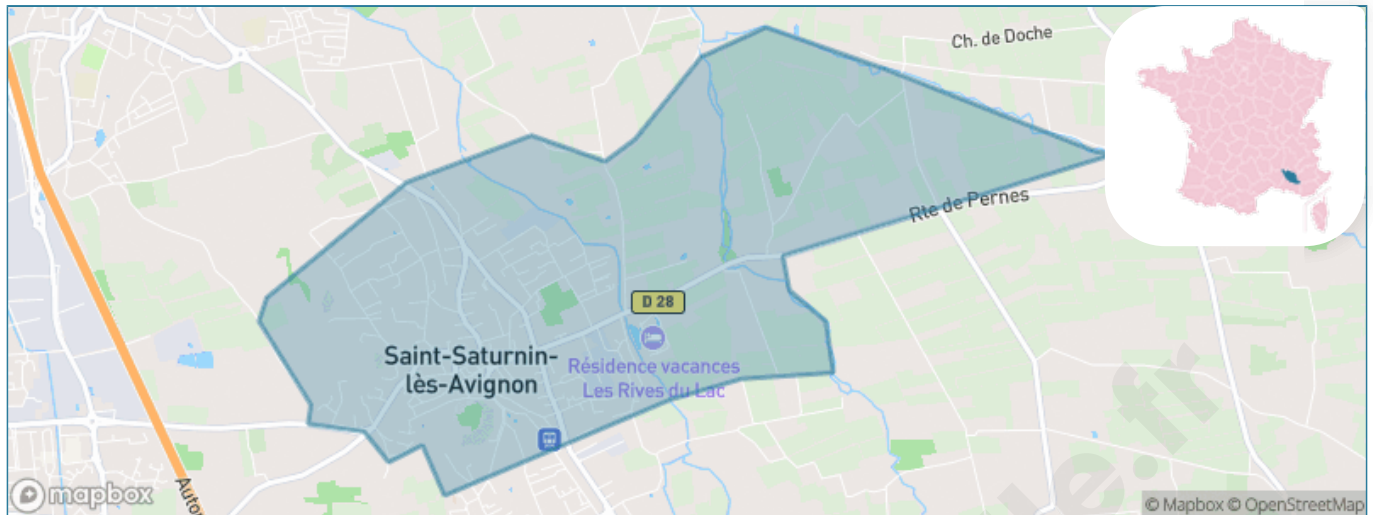 Ch. de Doche
Rte de Pernes
D 28
Saint-Saturnin-
lès-Avignon
Résidence vacances
Les Rives du Lac
mapbox
© Mapbox © OpenStreetMap